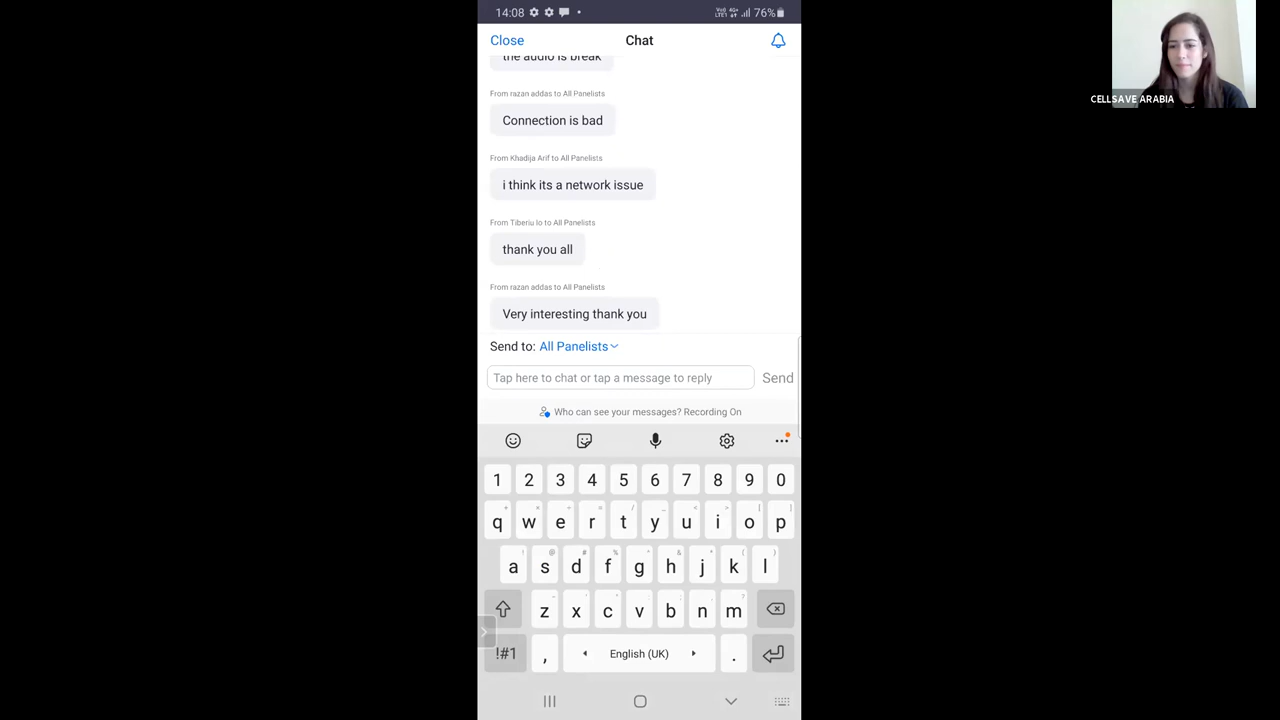 14:08
VoD 4G+ LTE1 76%
Close
Chat
the audio is break
From razan addas to All Panelists
Connection is bad
From Khadija Arif to All Panelists
i think its a network issue
From Tiberiu Io to All Panelists
thank you all
From razan addas to All Panelists
Very interesting thank you
Send to: All Panelists
Tap here to chat or tap a message to reply
Send
Who can see your messages? Recording On
1 2 3 4 5 6 7 8 9 0
q w e r t y u i o p
a s d f g h j k l
z x c v b n m
!#1 , English (UK) .
CELLSAVE ARABIA